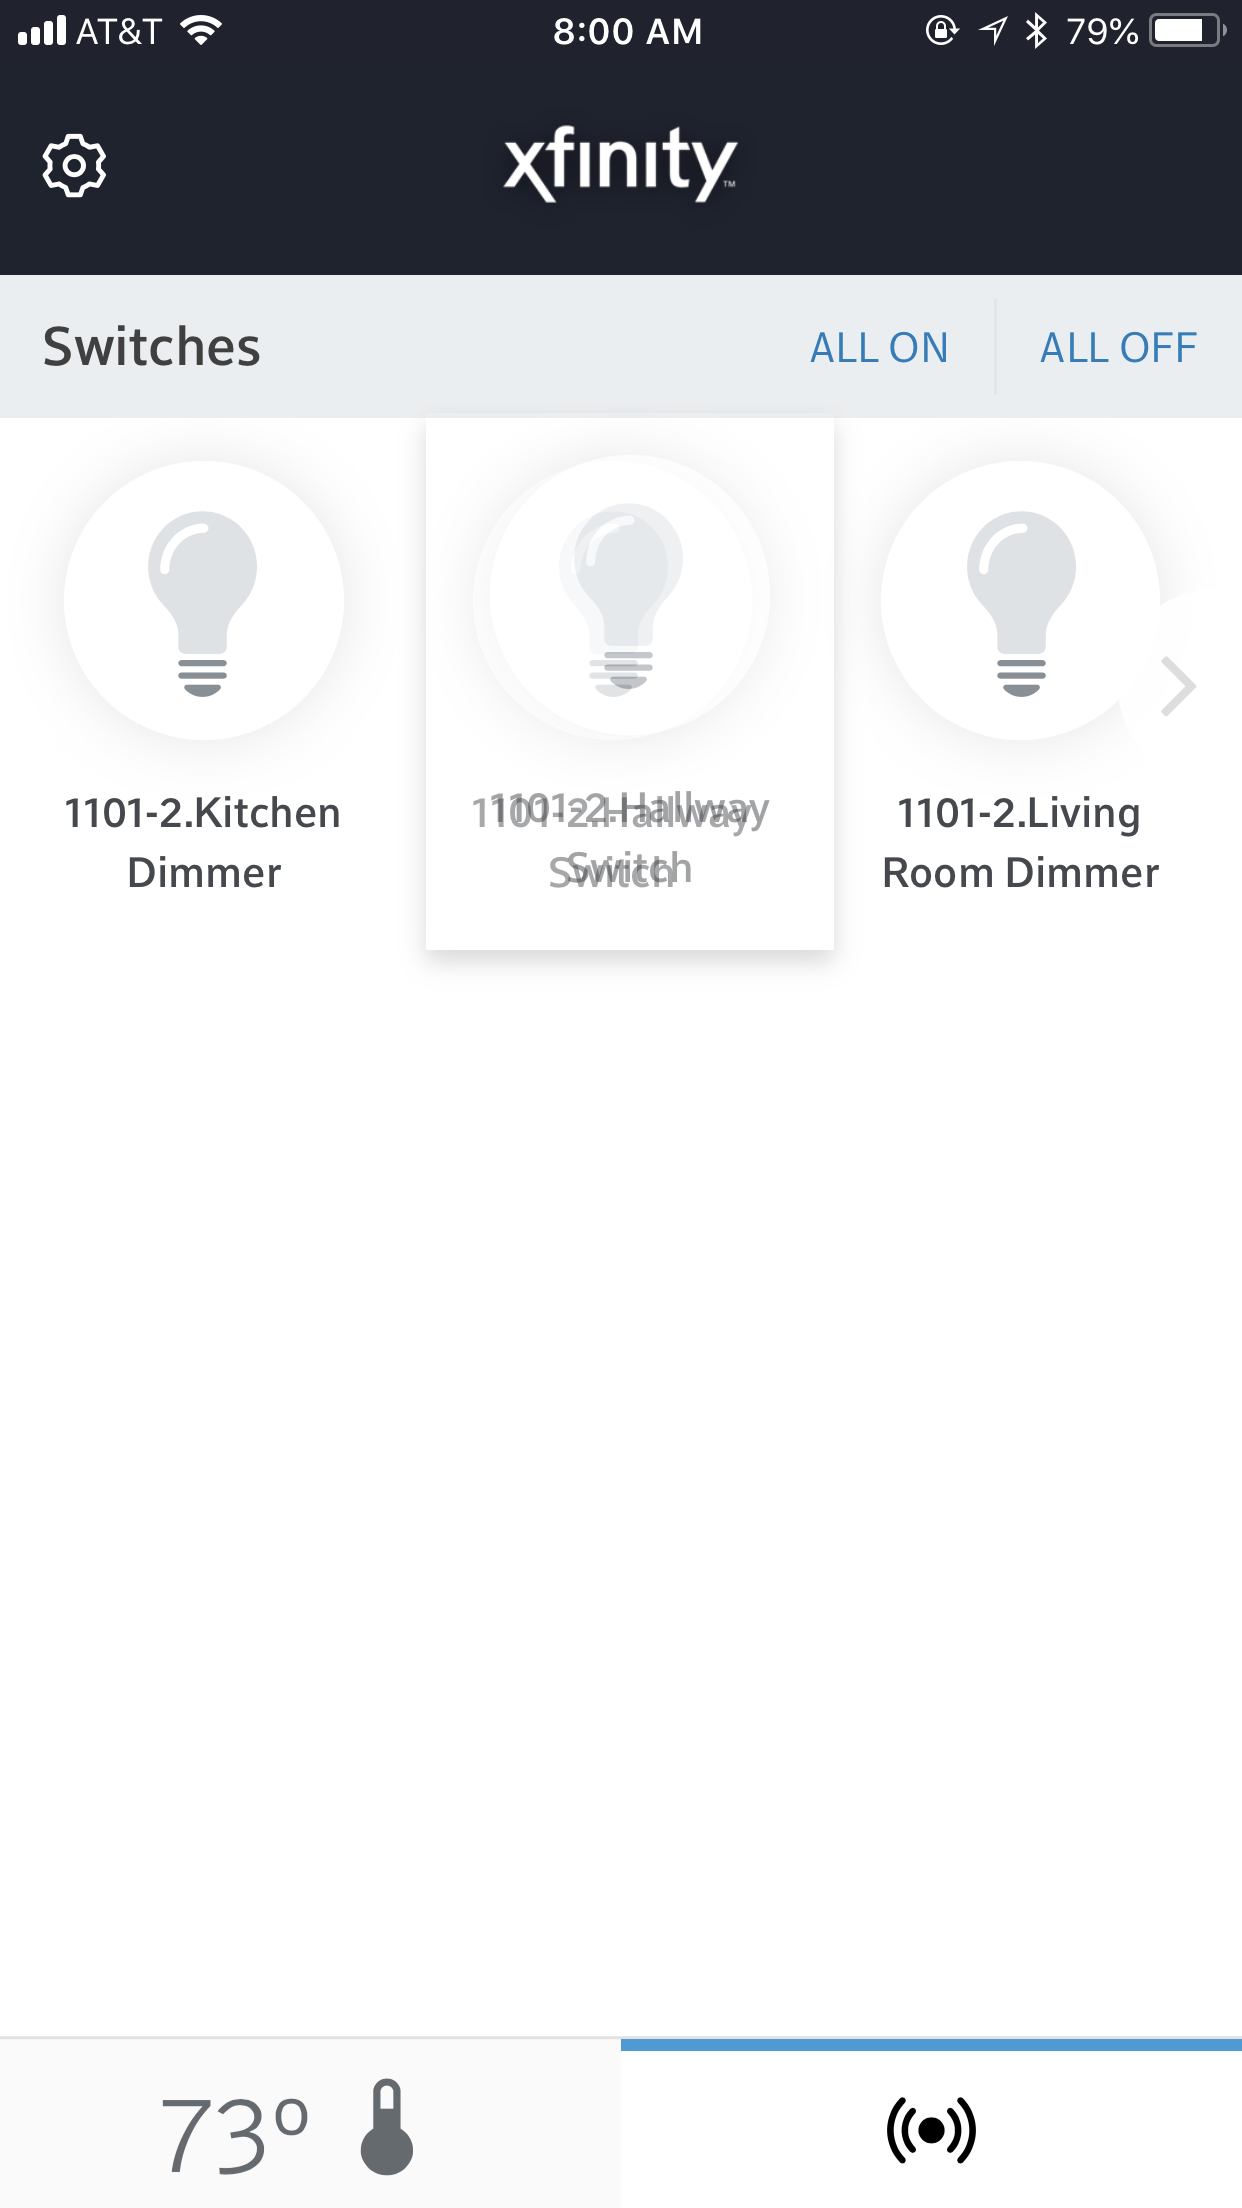 AT&T 8:00 AM 79%
xfinity™
Switches ALL ON ALL OFF
1101-2.Kitchen
Dimmer
1101-2.Hallway
Switch
1101-2.Living
Room Dimmer
73°